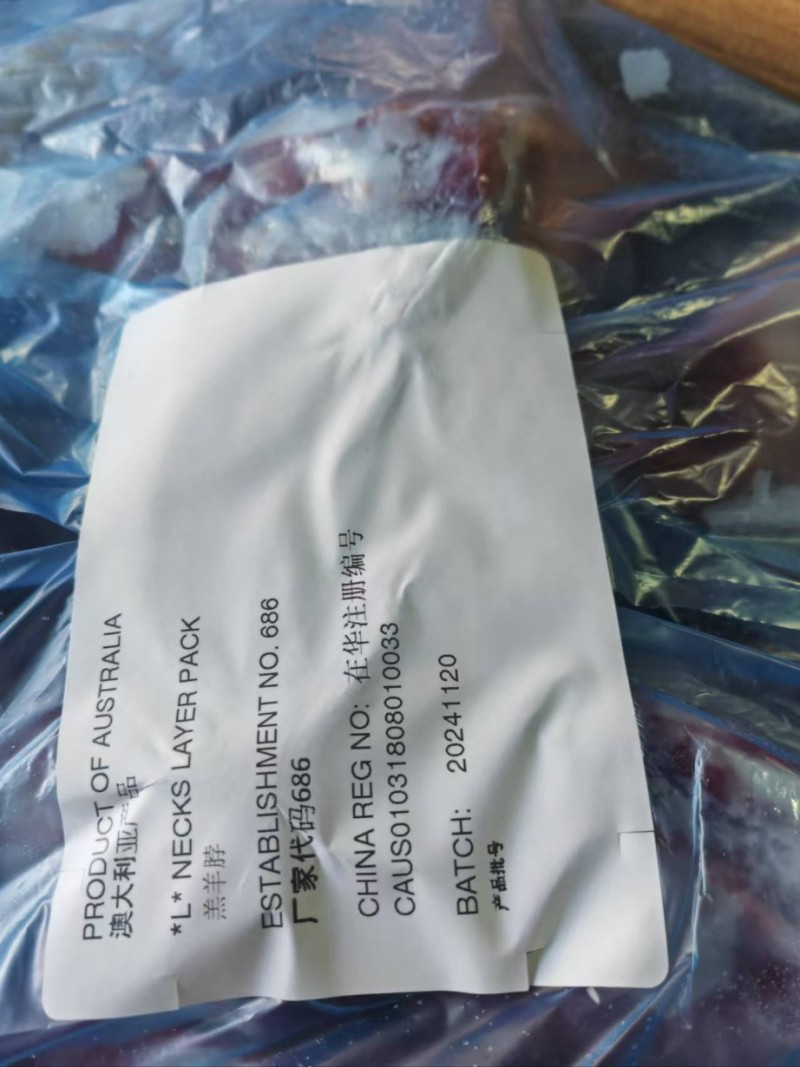 PRODUCT OF AUSTRALIA
澳大利亚产品
*L* NECKS LAYER PACK
羔羊脖
ESTABLISHMENT NO. 686
厂家代码686
CHINA REG NO: 在华注册编号
CAUS01031808010033
BATCH: 20241120
产品批号